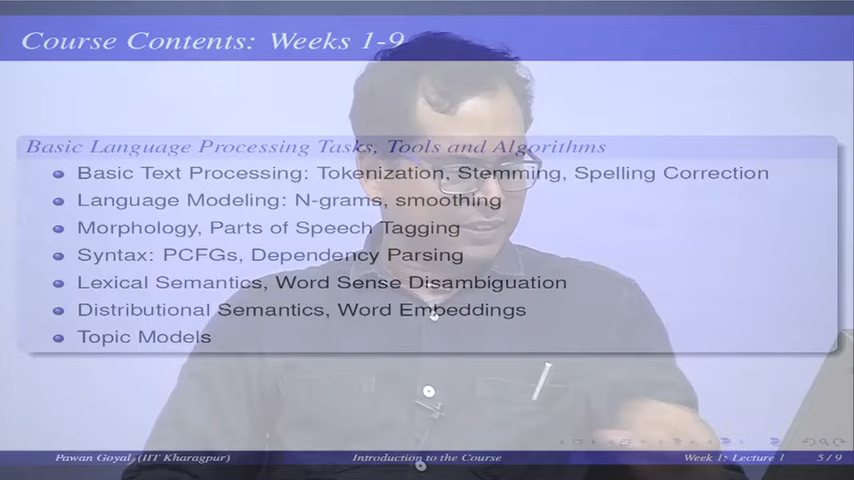 Course Contents: Weeks 1-9
Basic Language Processing Tasks, Tools and Algorithms
Basic Text Processing: Tokenization, Stemming, Spelling Correction
Language Modeling: N-grams, smoothing
Morphology, Parts of Speech Tagging
Syntax: PCFGs, Dependency Parsing
Lexical Semantics, Word Sense Disambiguation
Distributional Semantics, Word Embeddings
Topic Models
Pawan Goyal (IIT Kharagpur) Introduction to the Course Week 1: Lecture 1 5 / 9